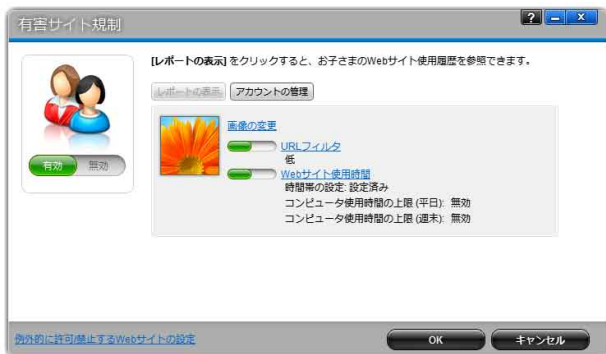 有害サイト規制
? – X
[レポートの表示] をクリックすると、お子さまのWebサイト使用履歴を参照できます。
レポートの表示 アカウントの管理
画像の変更
URLフィルタ
低
Webサイト使用時間
時間帯の設定: 設定済み
コンピュータ使用時間の上限 (平日): 無効
コンピュータ使用時間の上限 (週末): 無効
有効 無効
例外的に許可/禁止するWebサイトの設定
OK キャンセル